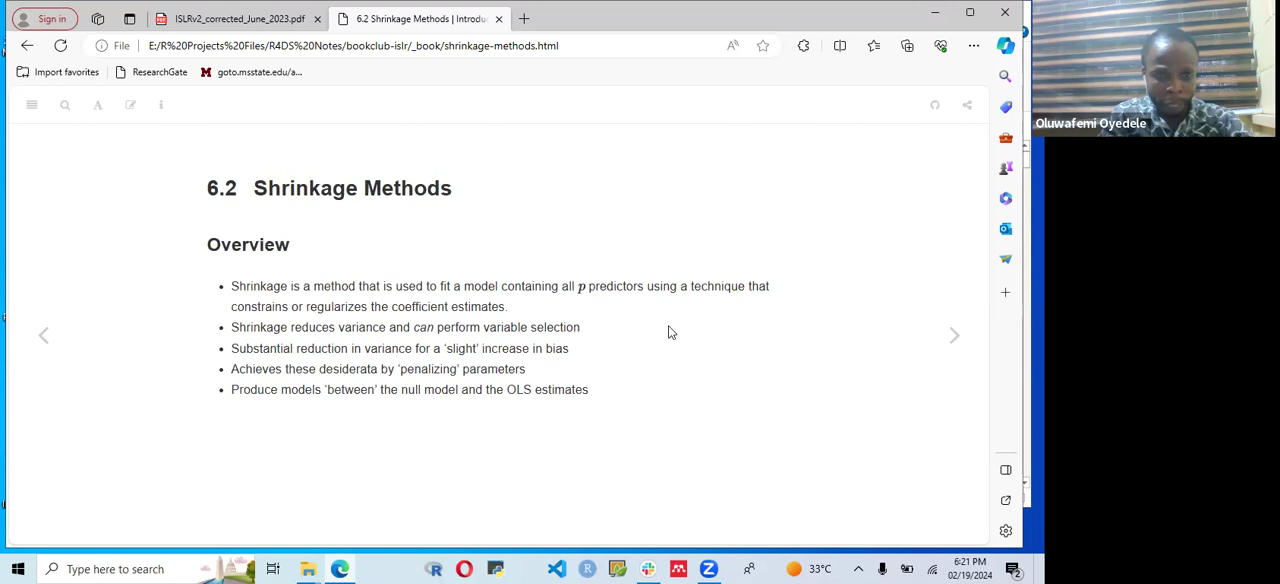 Sign in
ISLRv2_corrected_June_2023.pdf
6.2 Shrinkage Methods | Introdu
File
E:/R%20Projects%20Files/R4DS%20Notes/bookclub-islr/_book/shrinkage-methods.html
Import favorites
ResearchGate
goto.msstate.edu/a...
Oluwafemi Oyedele
6.2 Shrinkage Methods
Overview
• Shrinkage is a method that is used to fit a model containing all p predictors using a technique that
constrains or regularizes the coefficient estimates.
• Shrinkage reduces variance and can perform variable selection
• Substantial reduction in variance for a ‘slight’ increase in bias
• Achieves these desiderata by ‘penalizing’ parameters
• Produce models ‘between’ the null model and the OLS estimates
Type here to search
33°C
6:21 PM
02/19/2024
2